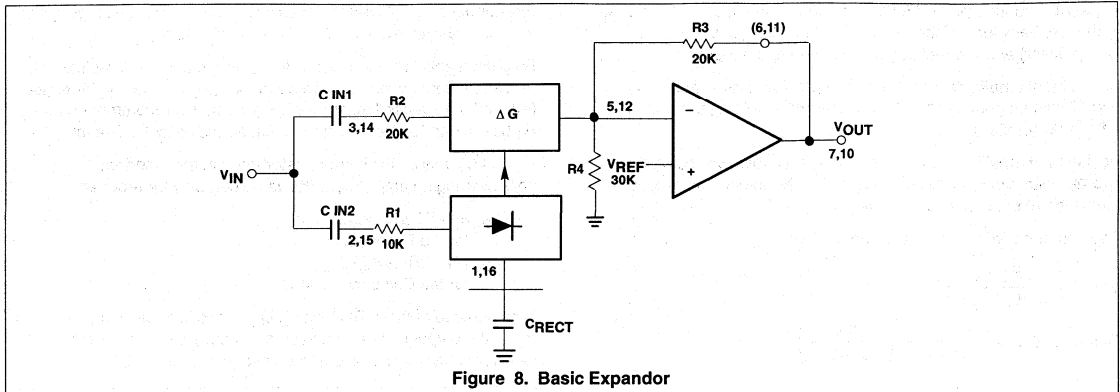 R3
(6,11)
20K
C IN1
R2
3,14
20K
Δ G
5,12
−
VREF
+
R4
30K
VOUT
7,10
VIN
C IN2
R1
2,15
10K
1,16
CRECT
Figure 8. Basic Expandor